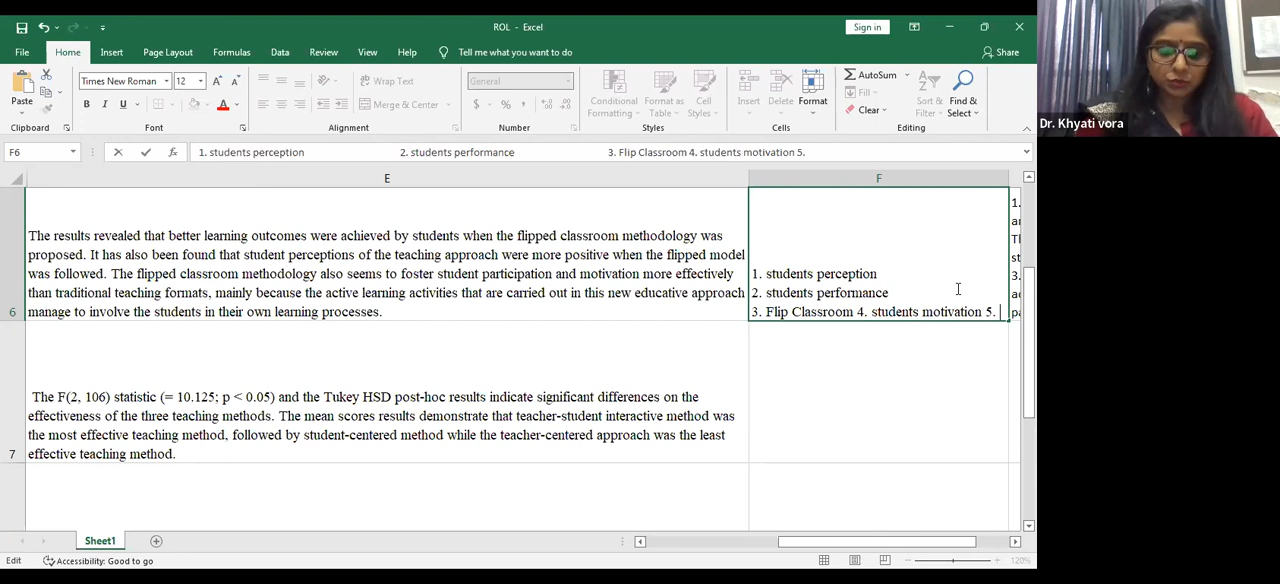 ROL - Excel
Sign in
File Home Insert Page Layout Formulas Data Review View Help Tell me what you want to do Share
Paste
Times New Roman 12
Wrap Text
General
Merge & Center
Conditional Formatting
Format as Table
Cell Styles
Insert Delete Format
AutoSum
Fill
Clear
Sort & Filter
Find & Select
Clipboard Font Alignment Number Styles Cells Editing
F6 1. students perception 2. students performance 3. Flip Classroom 4. students motivation 5.
E F
The results revealed that better learning outcomes were achieved by students when the flipped classroom methodology was
proposed. It has also been found that student perceptions of the teaching approach were more positive when the flipped model
was followed. The flipped classroom methodology also seems to foster student participation and motivation more effectively
than traditional teaching formats, mainly because the active learning activities that are carried out in this new educative approach
6 manage to involve the students in their own learning processes.
1. students perception
2. students performance
3. Flip Classroom 4. students motivation 5.
The F(2, 106) statistic (= 10.125; p < 0.05) and the Tukey HSD post-hoc results indicate significant differences on the
effectiveness of the three teaching methods. The mean scores results demonstrate that teacher-student interactive method was
the most effective teaching method, followed by student-centered method while the teacher-centered approach was the least
7 effective teaching method.
Sheet1
Edit Accessibility: Good to go 120%
Dr. Khyati vora